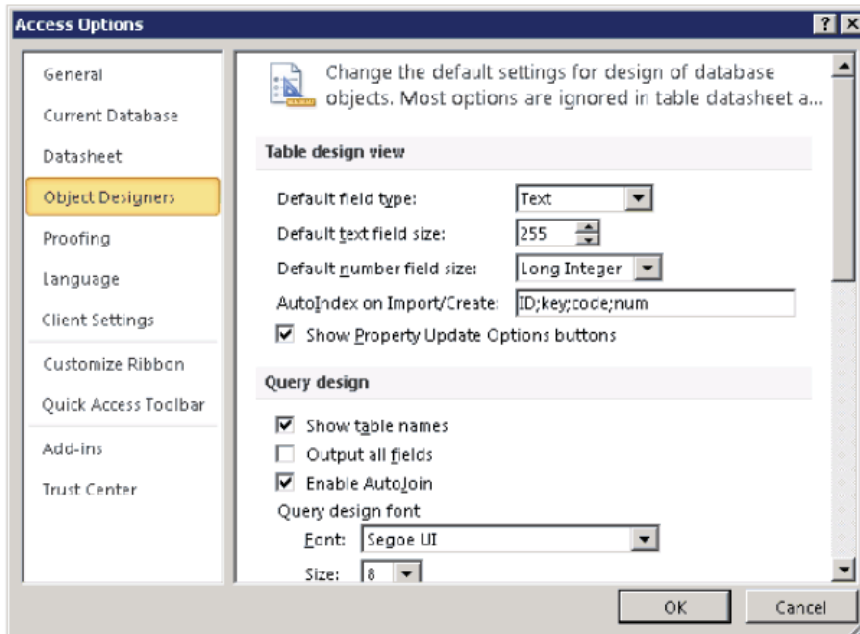 Access Options
General
Current Database
Datasheet
Object Designers
Proofing
Language
Client Settings
Customize Ribbon
Quick Access Toolbar
Add-ins
Trust Center
Change the default settings for design of database
objects. Most options are ignored in table datasheet a...
Table design view
Default field type: Text
Default text field size: 255
Default number field size: Long Integer
AutoIndex on Import/Create: ID;key;code;num
Show Property Update Options buttons
Query design
Show table names
Output all fields
Enable AutoJoin
Query design font
Font: Segoe UI
Size: 8
OK Cancel